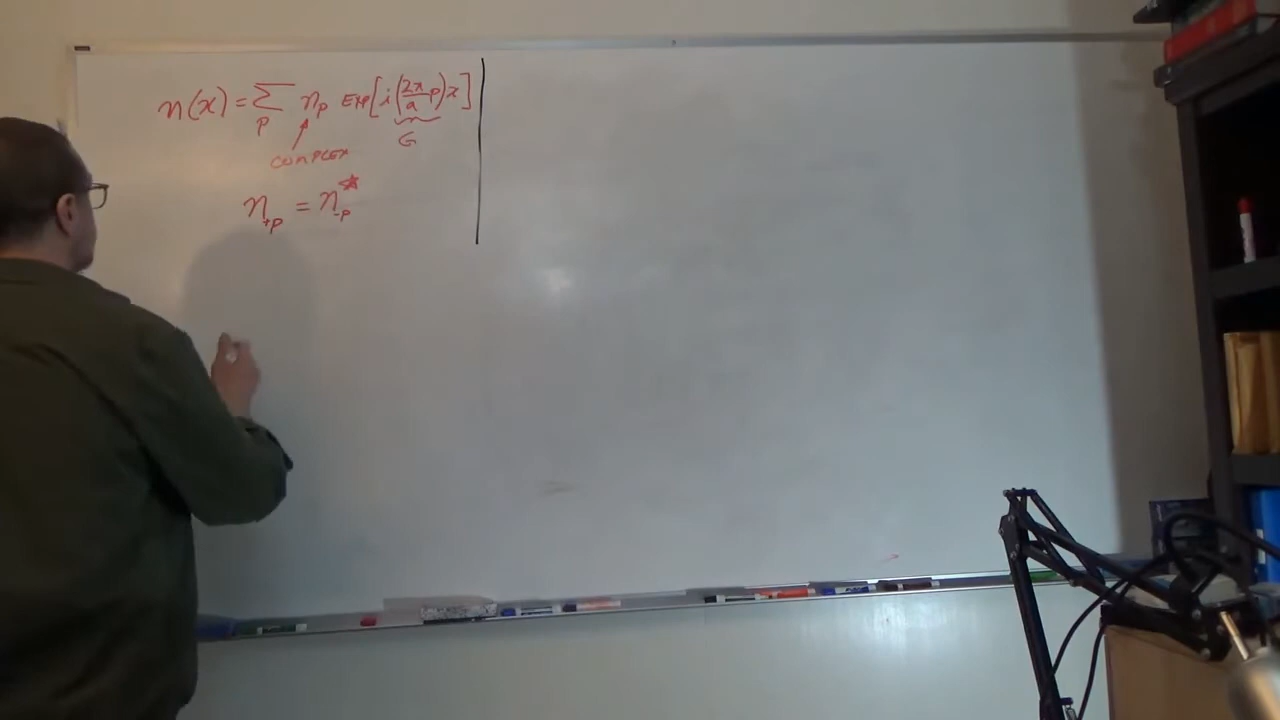 n(x) = Σ_p n_p EXP[i(2π/a p)x]
G
COMPLEX
n_{+p} = n*_{-p}